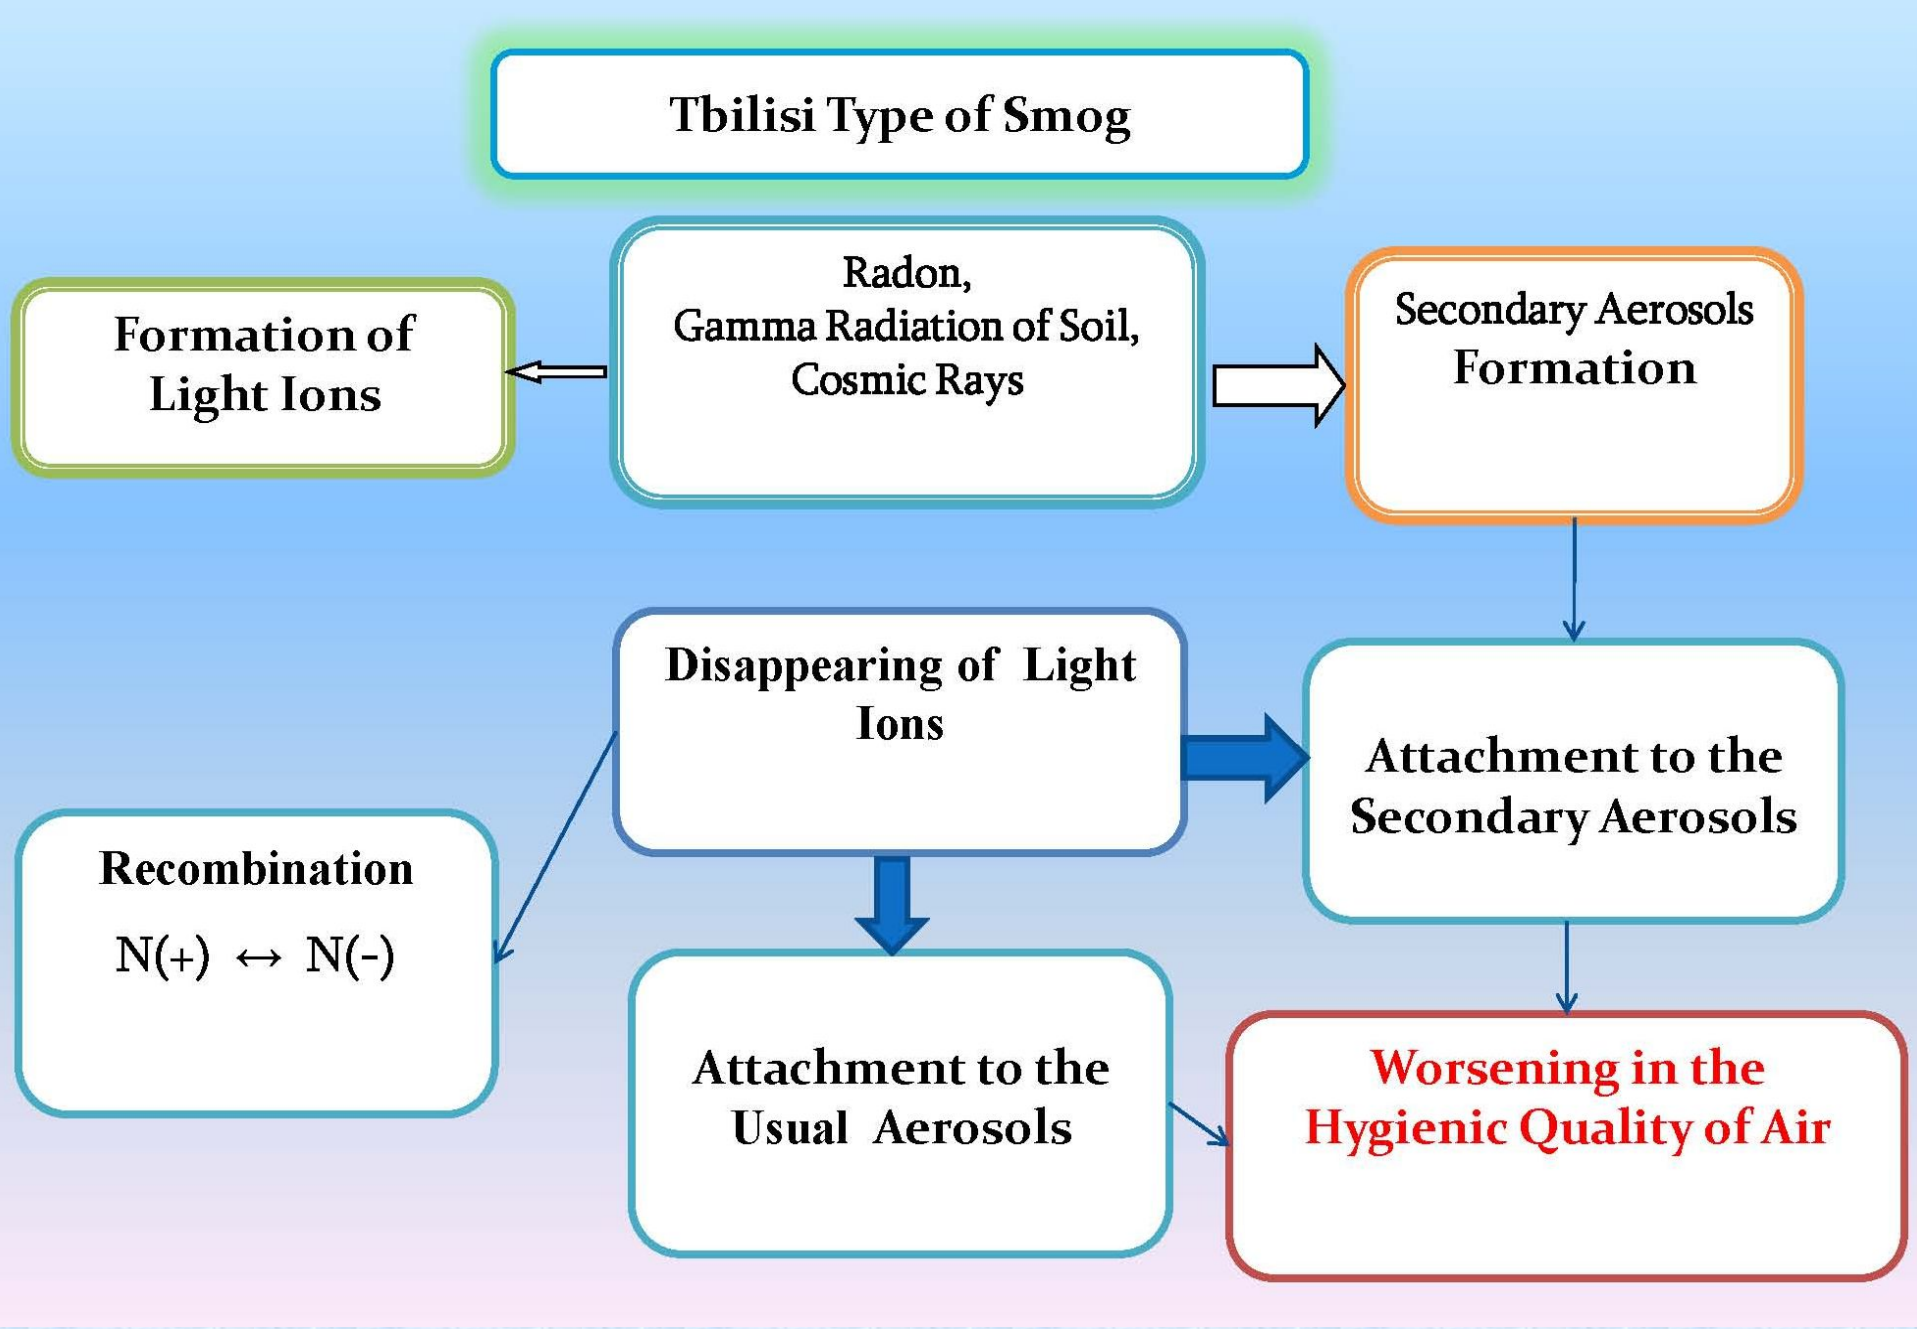 Tbilisi Type of Smog
Formation of
Light Ions
Radon,
Gamma Radiation of Soil,
Cosmic Rays
Secondary Aerosols
Formation
Disappearing of Light
Ions
Attachment to the
Secondary Aerosols
Recombination
N(+) ↔ N(-)
Attachment to the
Usual Aerosols
Worsening in the
Hygienic Quality of Air